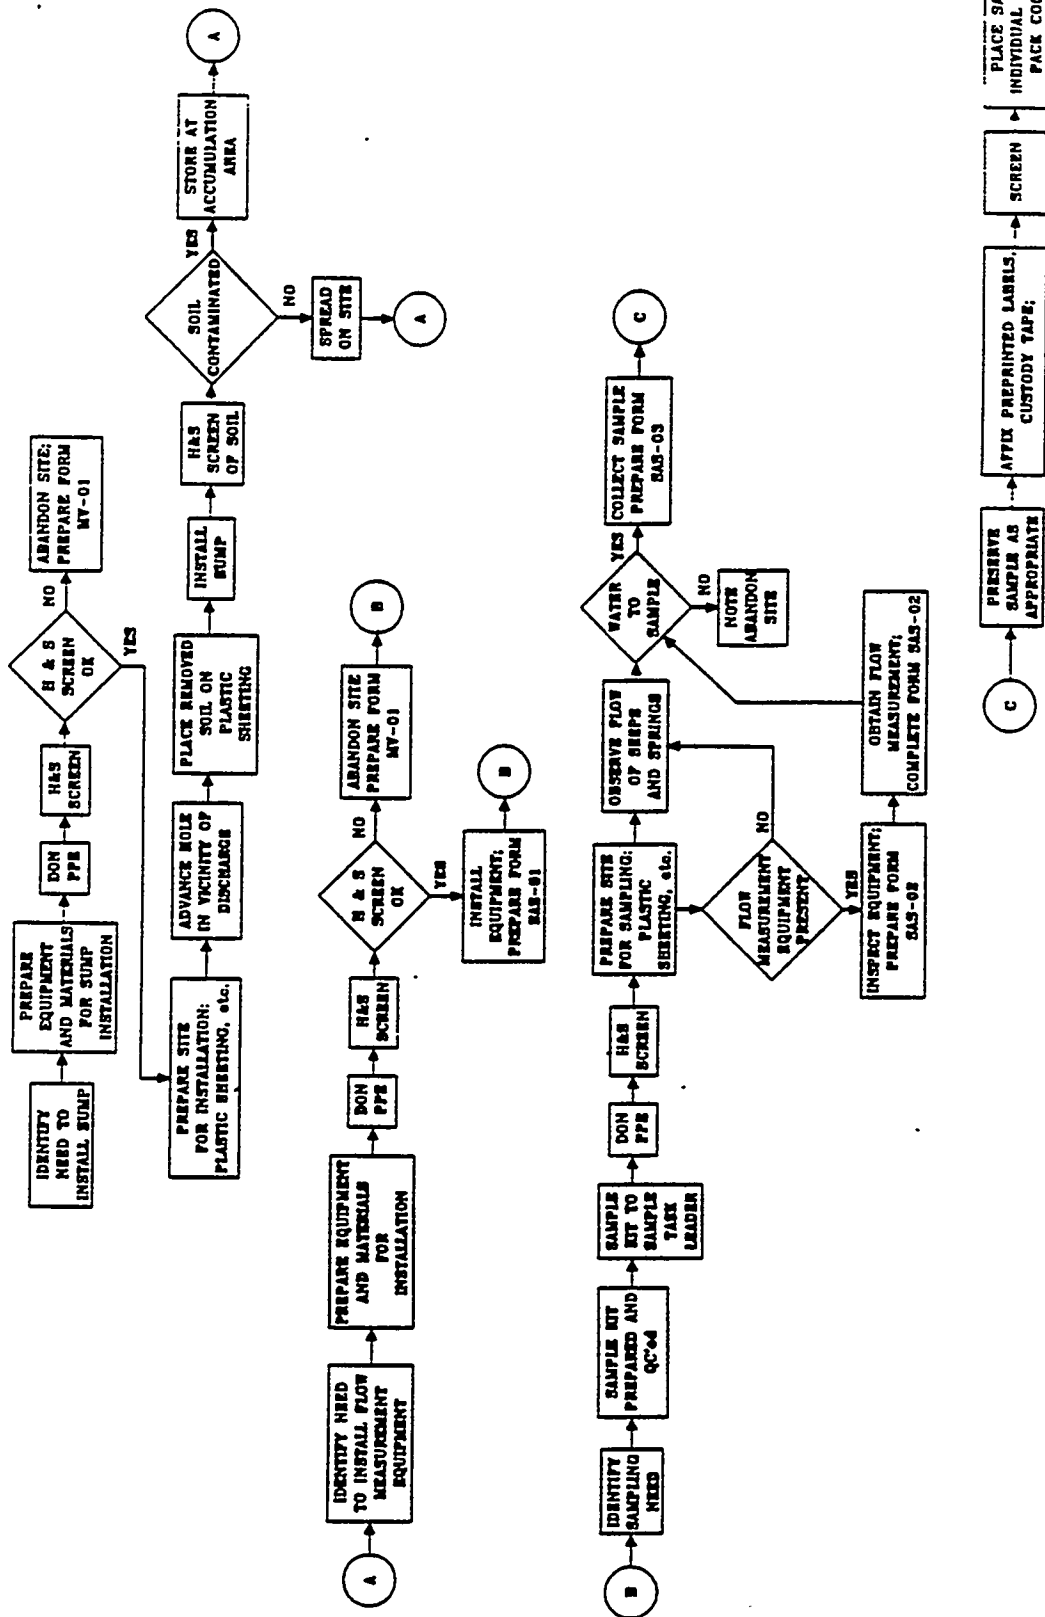 IDENTIFY
NEED TO
INSTALL SUMP
PREPARE
EQUIPMENT
AND MATERIALS
FOR SUMP
INSTALLATION
DON
PPE
H&S
SCREEN
H & S
SCREEN
OK
NO
ABANDON SITE;
PREPARE FORM
MV-01
YES
PREPARE SITE
FOR INSTALLATION;
PLASTIC SHEETING, etc.
ADVANCE HOLE
IN VICINITY OF
DISCHARGE
PLACE REMOVED
SOIL ON
PLASTIC
SHEETING
INSTALL
SUMP
H&S
SCREEN
OF SOIL
SOIL
CONTAMINATED
YES
STORE AT
ACCUMULATION
AREA
A
NO
SPREAD
ON SITE
A
A
IDENTIFY NEED
TO INSTALL FLOW
MEASUREMENT
EQUIPMENT
PREPARE EQUIPMENT
AND MATERIALS
FOR
INSTALLATION
DON
PPE
H&S
SCREEN
H & S
SCREEN
OK
NO
ABANDON SITE
PREPARE FORM
MV-01
B
YES
INSTALL
EQUIPMENT;
PREPARE FORM
SAS-01
B
B
IDENTIFY
SAMPLING
NEED
SAMPLE KIT
PREPARED AND
QC'ed
SAMPLE
KIT TO
SAMPLE
TASK
LEADER
DON
PPE
H&S
SCREEN
PREPARE SITE
FOR SAMPLING;
PLASTIC
SHEETING, etc.
OBSERVE FLOW
OF SEEPS
AND SPRINGS
WATER
TO
SAMPLE
YES
COLLECT SAMPLE
PREPARE FORM
SAS-03
C
NO
NOTE
ABANDON
SITE
FLOW
MEASUREMENT
EQUIPMENT
PRESENT
NO
YES
INSPECT EQUIPMENT;
PREPARE FORM
SAS-02
OBTAIN FLOW
MEASUREMENT;
COMPLETE FORM SAS-02
C
PRESERVE
SAMPLE AS
APPROPRIATE
AFFIX PREPRINTED LABELS,
CUSTODY TAPE;
SCREEN
PLACE SA
INDIVIDUAL
PACK COO